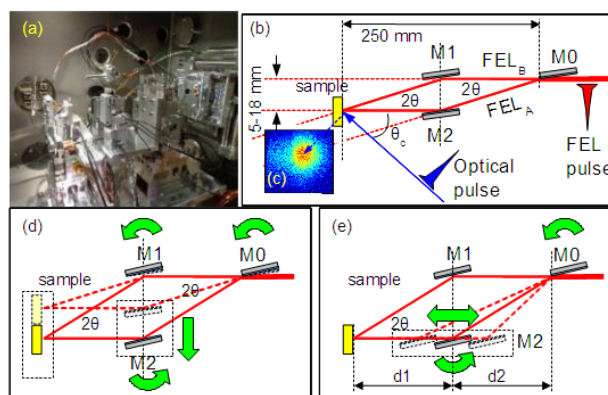 (a)
(b)
250 mm
M1
FEL_B
M0
sample
2θ
2θ
5-18 mm
FEL_A
M2
θ_c
(c)
Optical
pulse
FEL
pulse
(d)
M1
M0
sample
2θ
2θ
M2
(e)
M1
M0
sample
2θ
M2
d1
d2